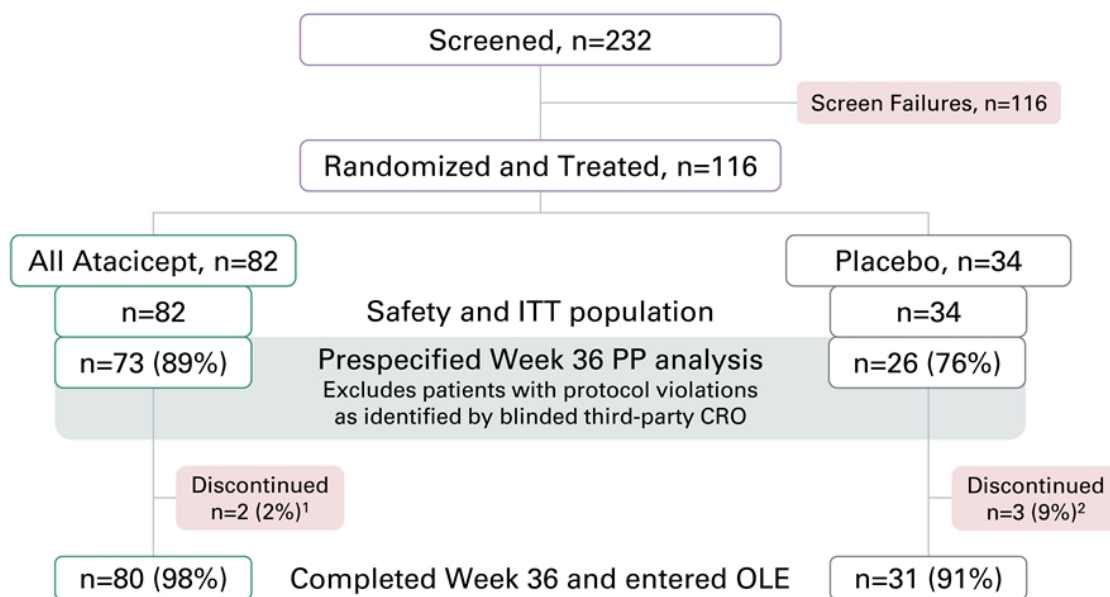 Screened, n=232
Screen Failures, n=116
Randomized and Treated, n=116
All Atacicept, n=82
Placebo, n=34
n=82
Safety and ITT population
n=34
n=73 (89%)
Prespecified Week 36 PP analysis
n=26 (76%)
Excludes patients with protocol violations
as identified by blinded third-party CRO
Discontinued
n=2 (2%)¹
Discontinued
n=3 (9%)²
n=80 (98%)
Completed Week 36 and entered OLE
n=31 (91%)